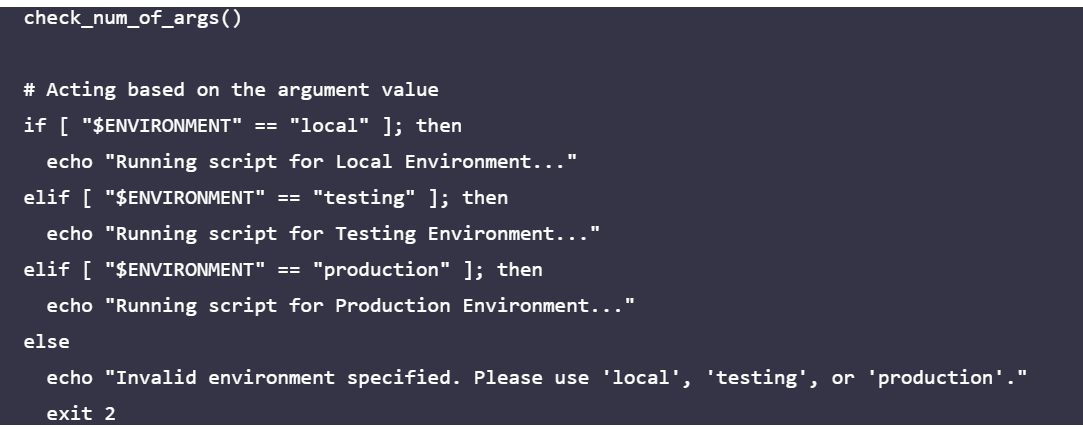 check_num_of_args()
# Acting based on the argument value
if [ "$ENVIRONMENT" == "local" ]; then
  echo "Running script for Local Environment..."
elif [ "$ENVIRONMENT" == "testing" ]; then
  echo "Running script for Testing Environment..."
elif [ "$ENVIRONMENT" == "production" ]; then
  echo "Running script for Production Environment..."
else
  echo "Invalid environment specified. Please use 'local', 'testing', or 'production'."
  exit 2